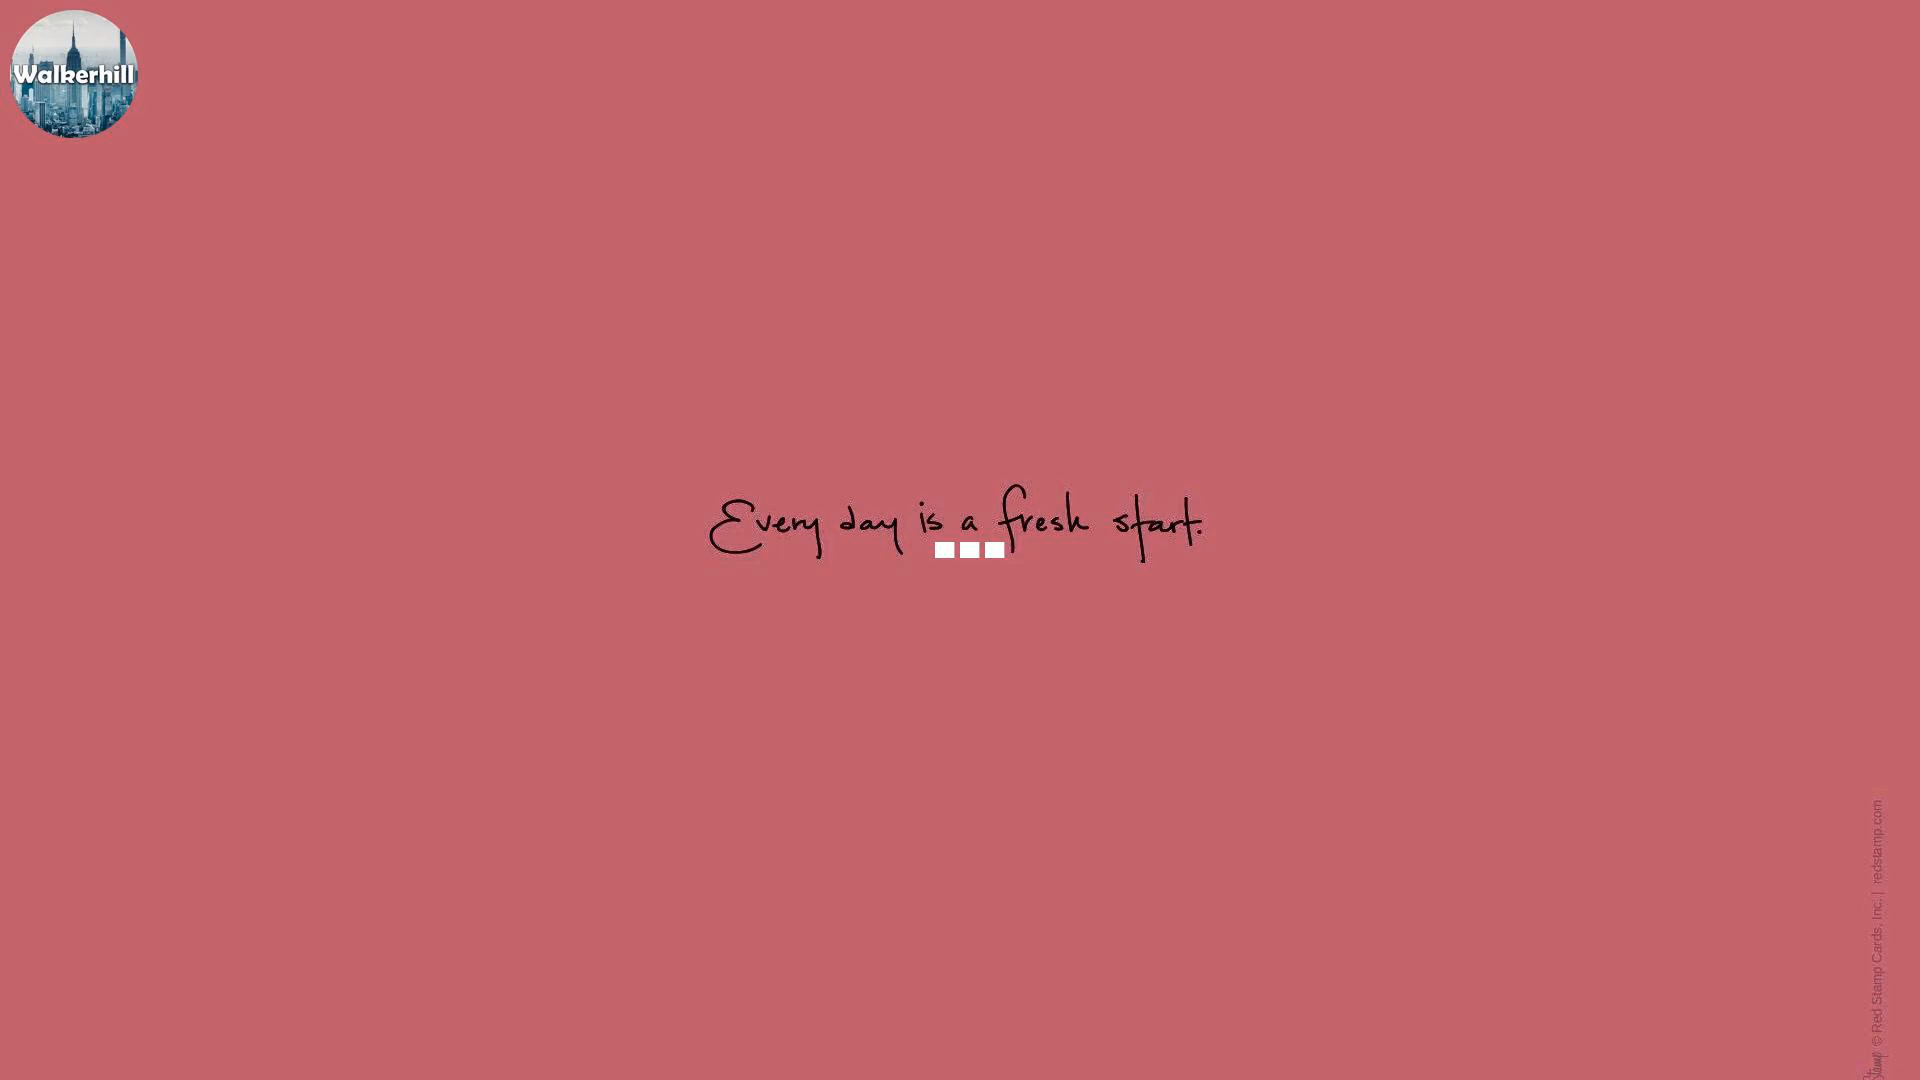 Walkerhill
Every day is a fresh start.
© Red Stamp Cards, Inc. | redstamp.com